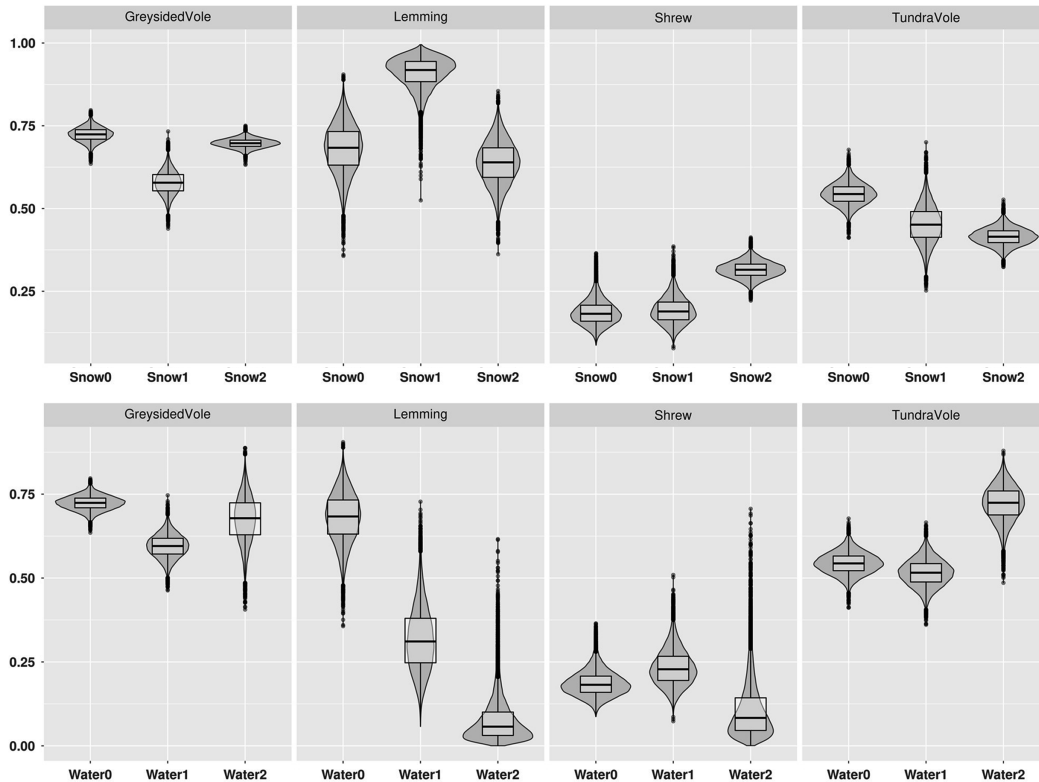 GreysidedVole Lemming Shrew TundraVole
1.00
0.75
0.50
0.25
Snow0 Snow1 Snow2 Snow0 Snow1 Snow2 Snow0 Snow1 Snow2 Snow0 Snow1 Snow2
GreysidedVole Lemming Shrew TundraVole
0.75
0.50
0.25
0.00
Water0 Water1 Water2 Water0 Water1 Water2 Water0 Water1 Water2 Water0 Water1 Water2